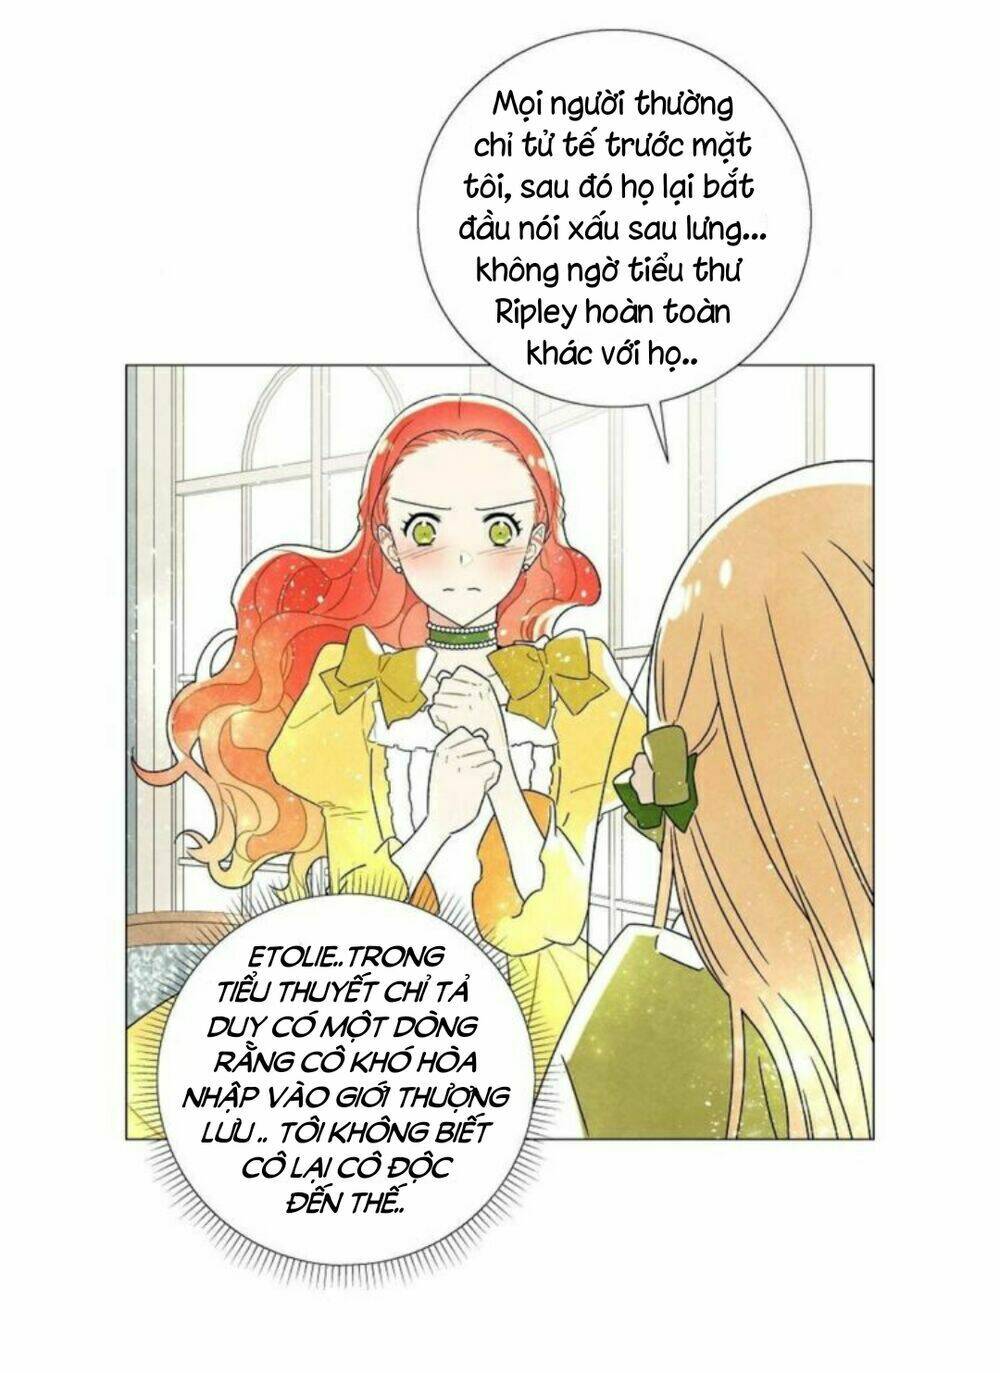 Mọi người thường
chỉ tử tế trước mặt
tôi, sau đó họ lại bắt
đầu nói xấu sau lưng...
không ngờ tiểu thư
Ripley hoàn toàn
khác với họ..
ETOLIE..TRONG
TIỂU THUYẾT CHỈ TẢ
DUY CÓ MỘT DÒNG
RẰNG CÔ KHÓ HÒA
NHẬP VÀO GIỚI THƯỢNG
LƯU.. TÔI KHÔNG BIẾT
CÔ LẠI CÔ ĐỘC
ĐẾN THẾ..